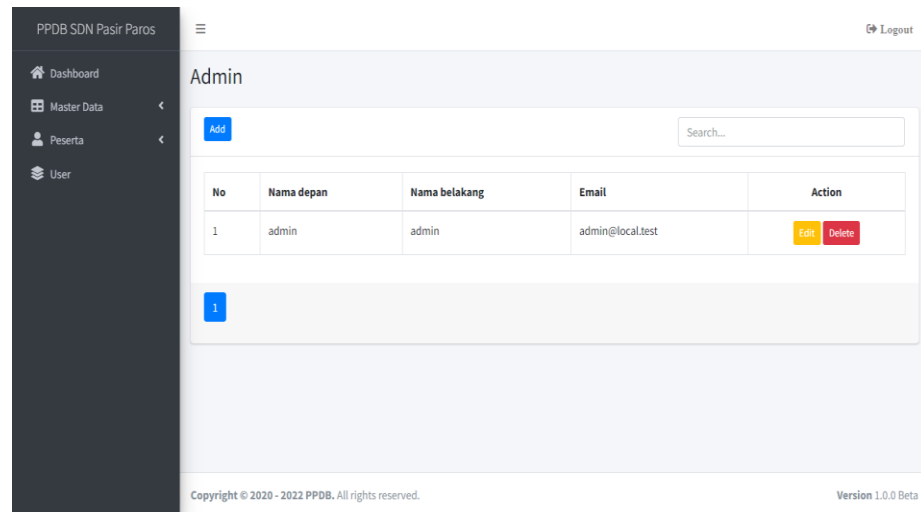 PPDB SDN Pasir Paros
Logout
Dashboard
Master Data
Peserta
User
Admin
Add
Search...
No Nama depan Nama belakang Email Action
1 admin admin admin@local.test Edit Delete
1
Copyright © 2020 - 2022 PPDB. All rights reserved. Version 1.0.0 Beta